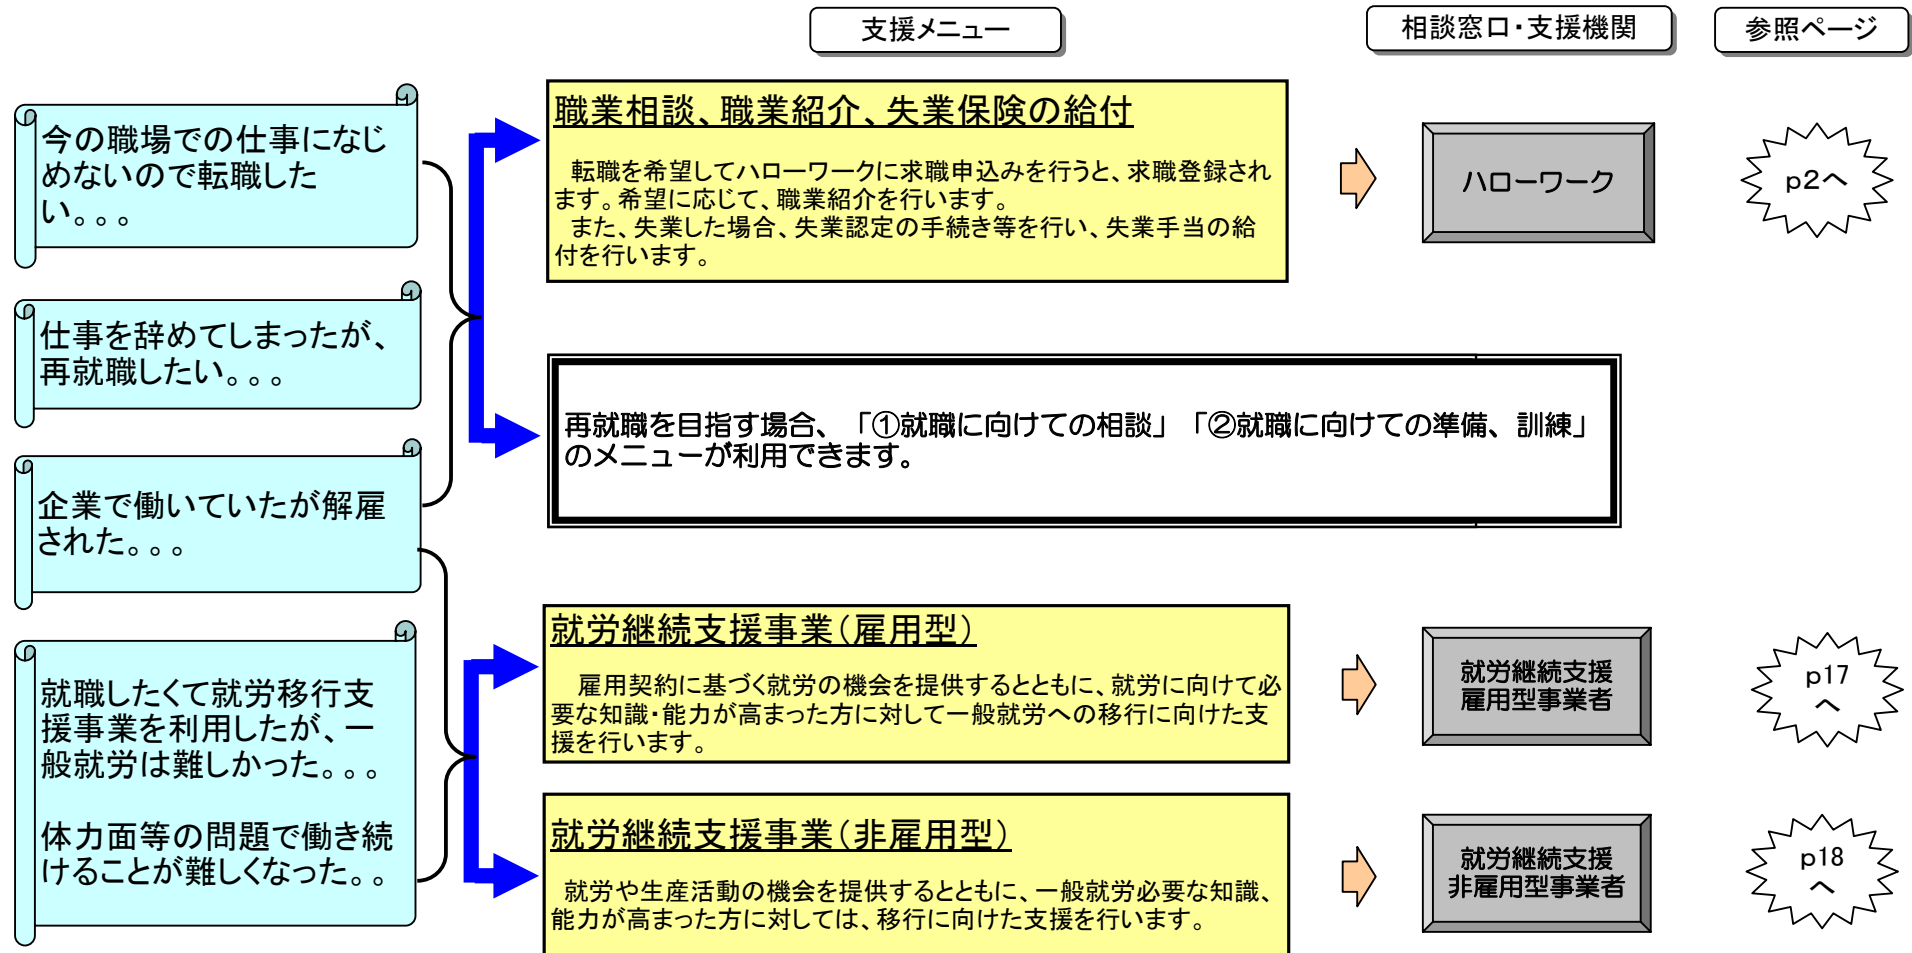 支援メニュー
相談窓口・支援機関
参照ページ
今の職場での仕事になじ
めないので転職した
い。。。
仕事を辞めてしまったが、
再就職したい。。。
企業で働いていたが解雇
された。。。
就職したくて就労移行支
援事業を利用したが、一
般就労は難しかった。。。
体力面等の問題で働き続
けることが難しくなった。。
職業相談、職業紹介、失業保険の給付
転職を希望してハローワークに求職申込みを行うと、求職登録され
ます。希望に応じて、職業紹介を行います。
また、失業した場合、失業認定の手続き等を行い、失業手当の給
付を行います。
ハローワーク
p2へ
再就職を目指す場合、「①就職に向けての相談」「②就職に向けての準備、訓練」
のメニューが利用できます。
就労継続支援事業（雇用型）
雇用契約に基づく就労の機会を提供するとともに、就労に向けて必
要な知識・能力が高まった方に対して一般就労への移行に向けた支
援を行います。
就労継続支援
雇用型事業者
p17
へ
就労継続支援事業（非雇用型）
就労や生産活動の機会を提供するとともに、一般就労必要な知識、
能力が高まった方に対しては、移行に向けた支援を行います。
就労継続支援
非雇用型事業者
p18
へ